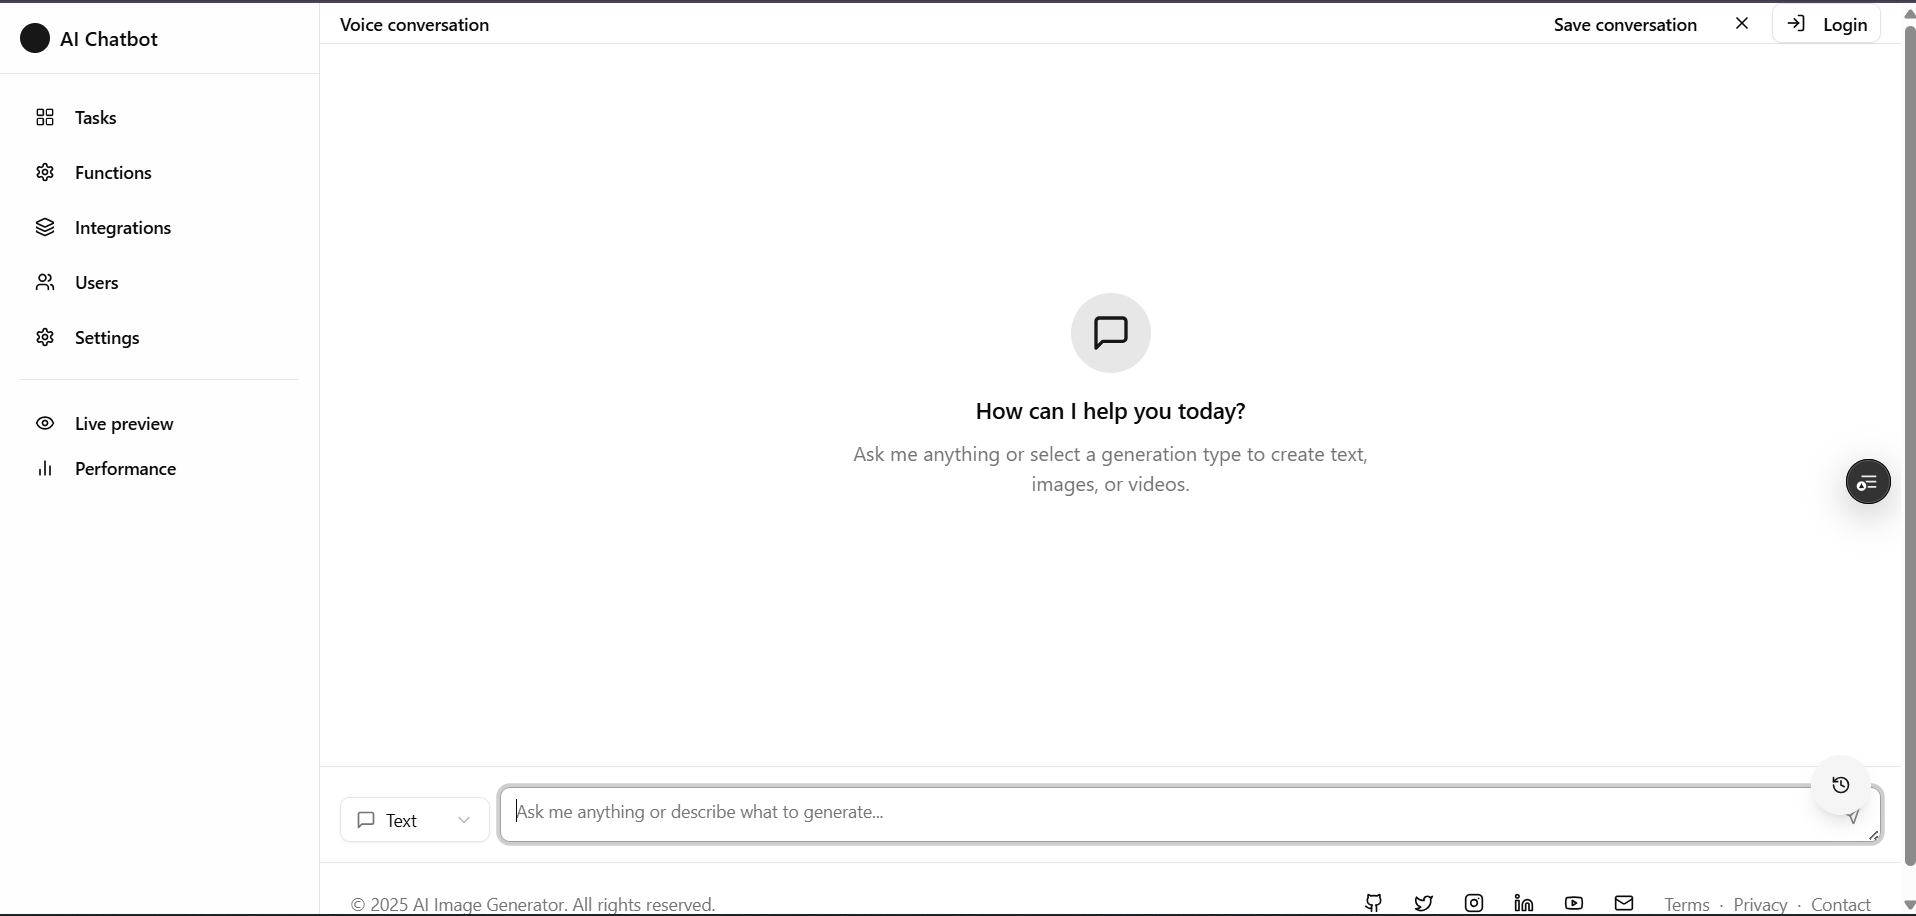 AI Chatbot
Tasks
Functions
Integrations
Users
Settings
Live preview
Performance
Voice conversation
Save conversation
Login
How can I help you today?
Ask me anything or select a generation type to create text,
images, or videos.
Text
Ask me anything or describe what to generate...
© 2025 AI Image Generator. All rights reserved.
Terms · Privacy · Contact